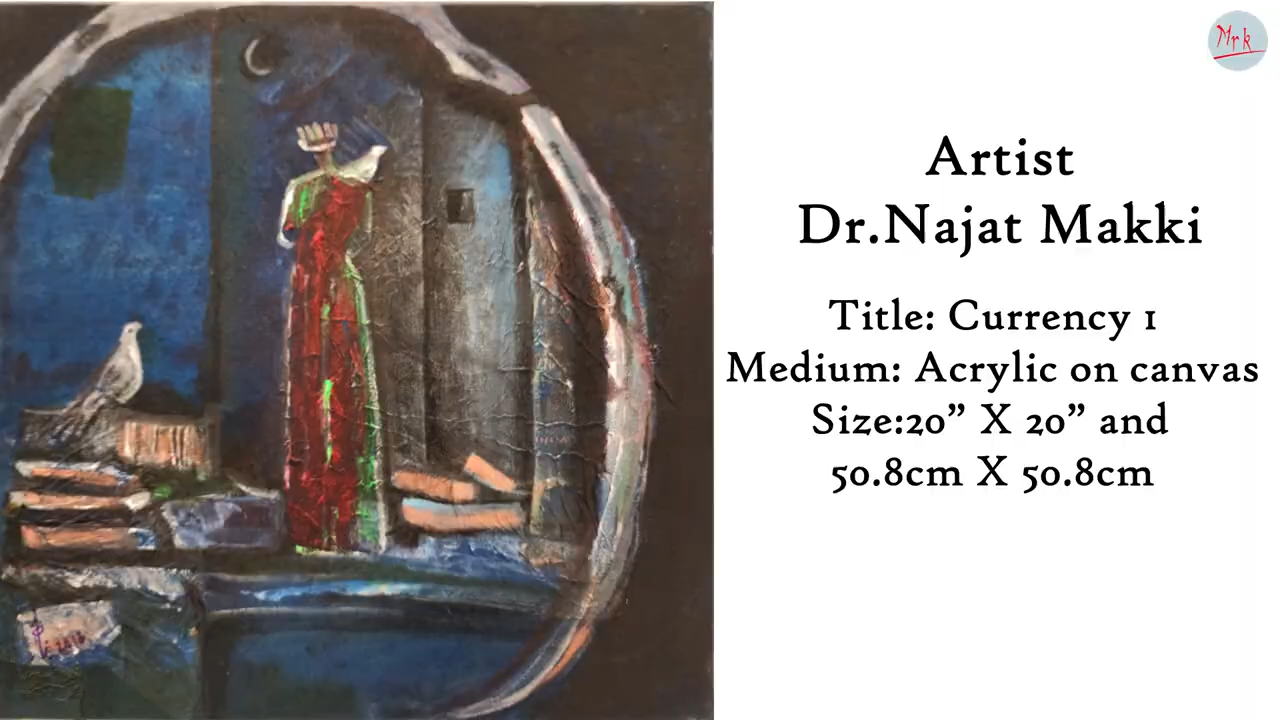 Mrk
Artist
Dr.Najat Makki
Title: Currency 1
Medium: Acrylic on canvas
Size:20” X 20” and
50.8cm X 50.8cm